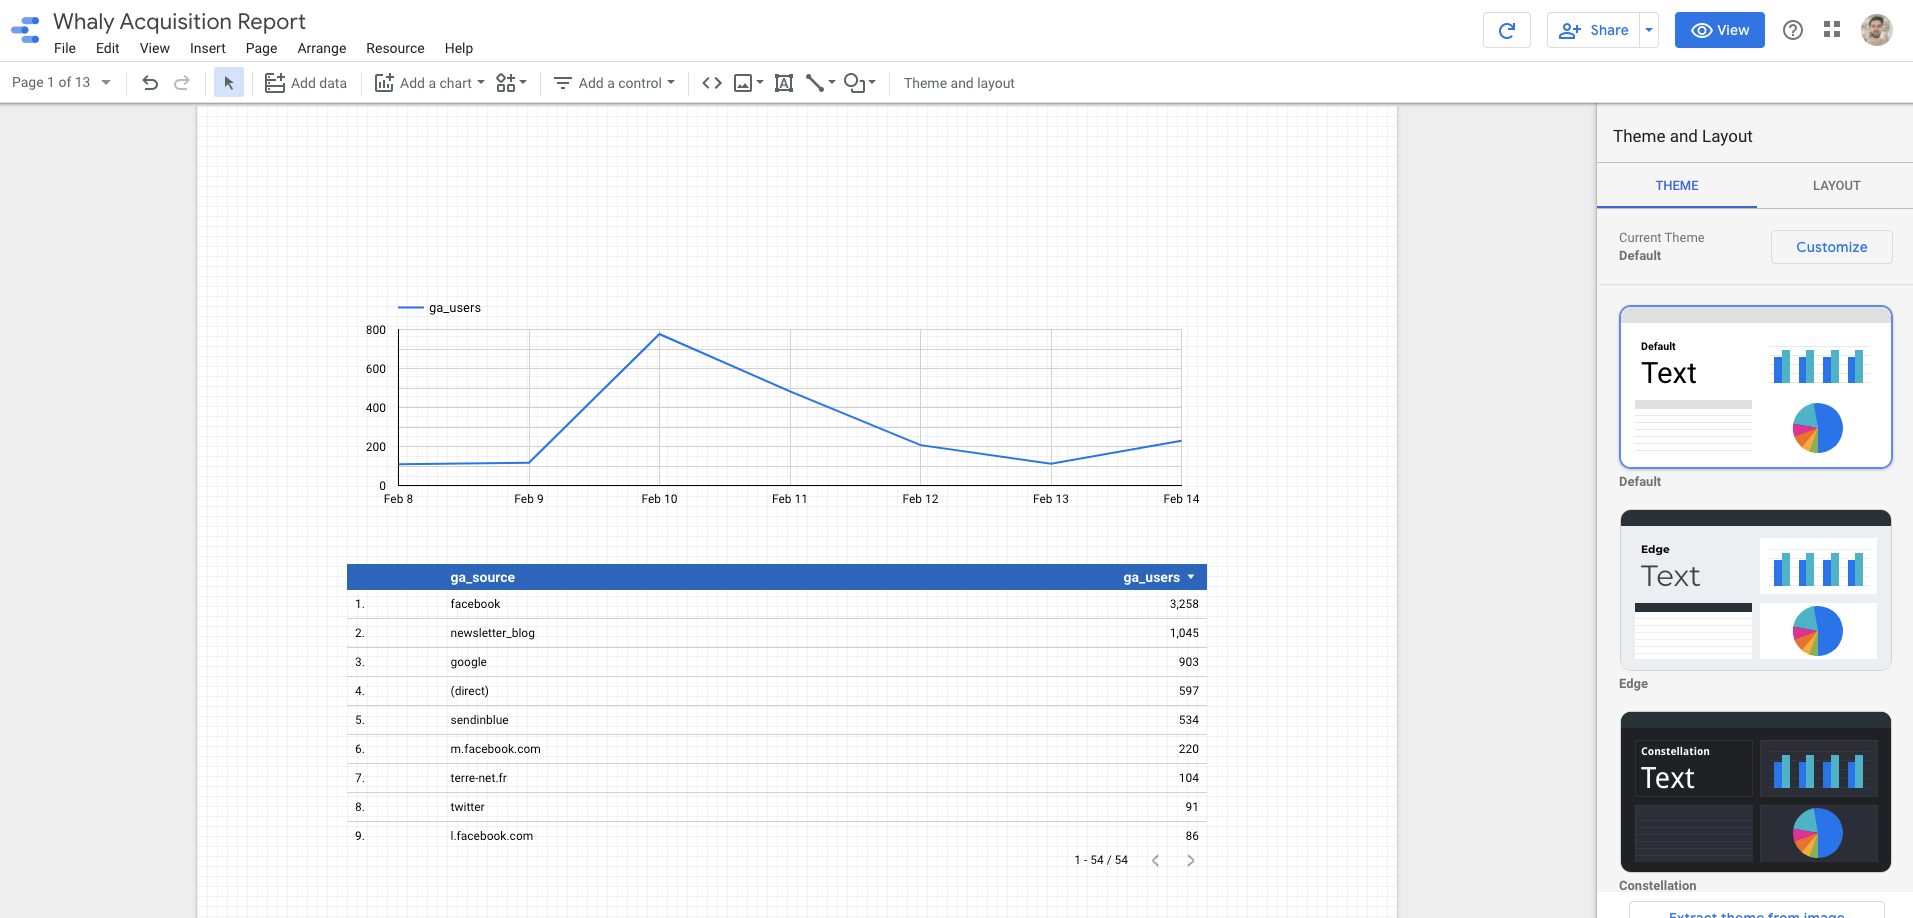 Whaly Acquisition Report
File Edit View Insert Page Arrange Resource Help
Share
View
Page 1 of 13
Add data
Add a chart
Add a control
Theme and layout
ga_users
800
600
400
200
0
Feb 8 Feb 9 Feb 10 Feb 11 Feb 12 Feb 13 Feb 14
ga_source ga_users
1. facebook 3,258
2. newsletter_blog 1,045
3. google 903
4. (direct) 597
5. sendinblue 534
6. m.facebook.com 220
7. terre-net.fr 104
8. twitter 91
9. l.facebook.com 86
1 - 54 / 54
Theme and Layout
THEME LAYOUT
Current Theme
Default
Customize
Default
Text
Default
Edge
Text
Edge
Constellation
Text
Constellation
Extract theme from image